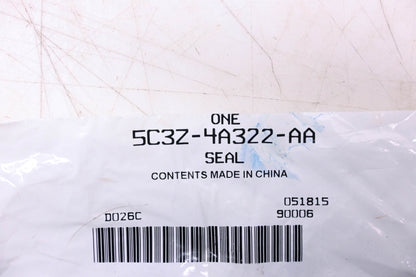 ONE
5C3Z-4A322-AA
SEAL
CONTENTS MADE IN CHINA
051815
D026C 90006